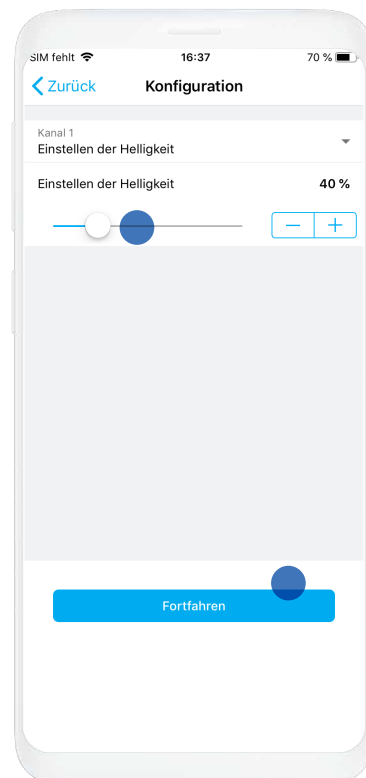 SIM fehlt 16:37 70 %
Zurück Konfiguration
Kanal 1
Einstellen der Helligkeit
Einstellen der Helligkeit 40 %
− +
Fortfahren